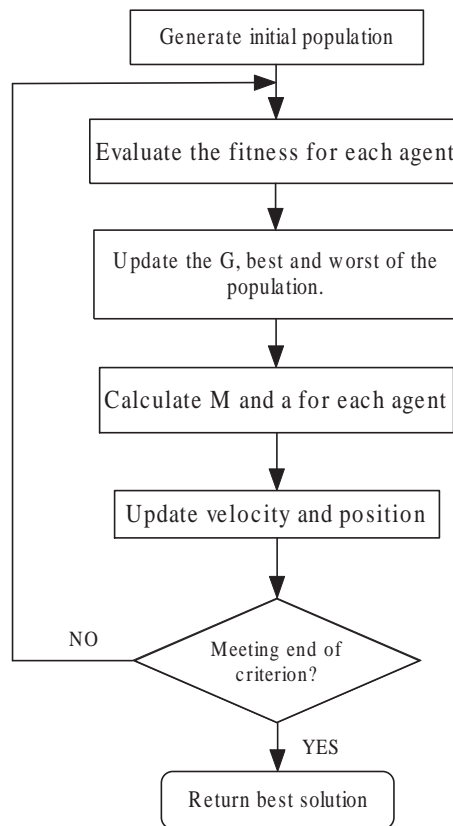 Generate initial population
Evaluate the fitness for each agent
Update the G, best and worst of the
population.
Calculate M and a for each agent
Update velocity and position
Meeting end of
criterion?
NO
YES
Return best solution